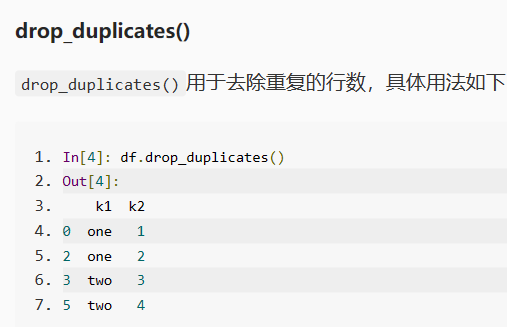 drop_duplicates()
drop_duplicates()用于去除重复的行数，具体用法如下
1. In[4]: df.drop_duplicates()
2. Out[4]:
3.     k1  k2
4. 0  one   1
5. 2  one   2
6. 3  two   3
7. 5  two   4